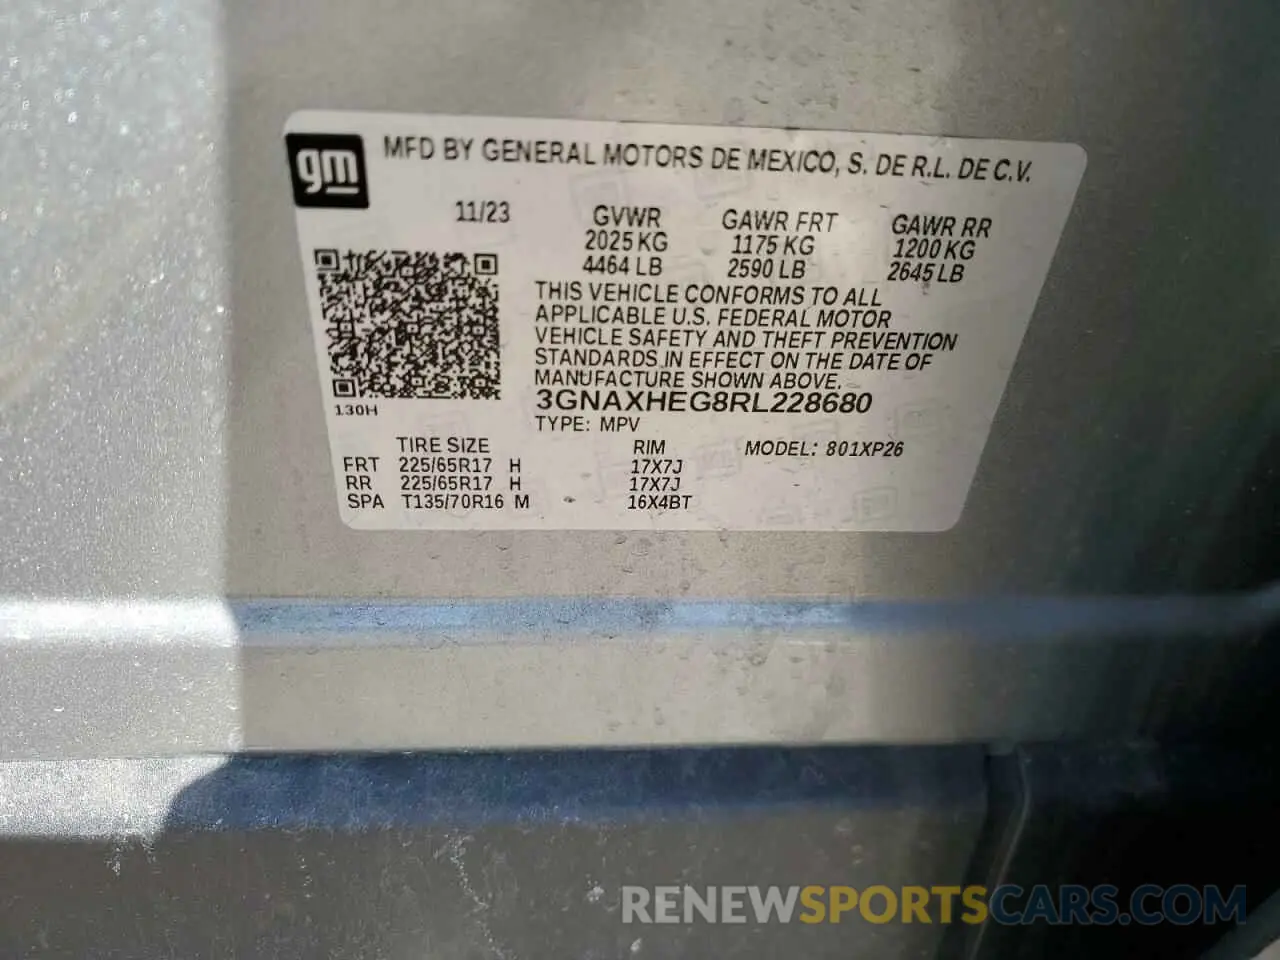 gm
MFD BY GENERAL MOTORS DE MEXICO, S. DE R.L. DE C.V.
11/23
GVWR GAWR FRT GAWR RR
2025 KG 1175 KG 1200 KG
4464 LB 2590 LB 2645 LB
THIS VEHICLE CONFORMS TO ALL
APPLICABLE U.S. FEDERAL MOTOR
VEHICLE SAFETY AND THEFT PREVENTION
STANDARDS IN EFFECT ON THE DATE OF
MANUFACTURE SHOWN ABOVE.
130H
3GNAXHEG8RL228680
TYPE: MPV
TIRE SIZE RIM MODEL: 801XP26
FRT 225/65R17 H 17X7J
RR 225/65R17 H 17X7J
SPA T135/70R16 M 16X4BT
RENEWSPORTSCARS.COM